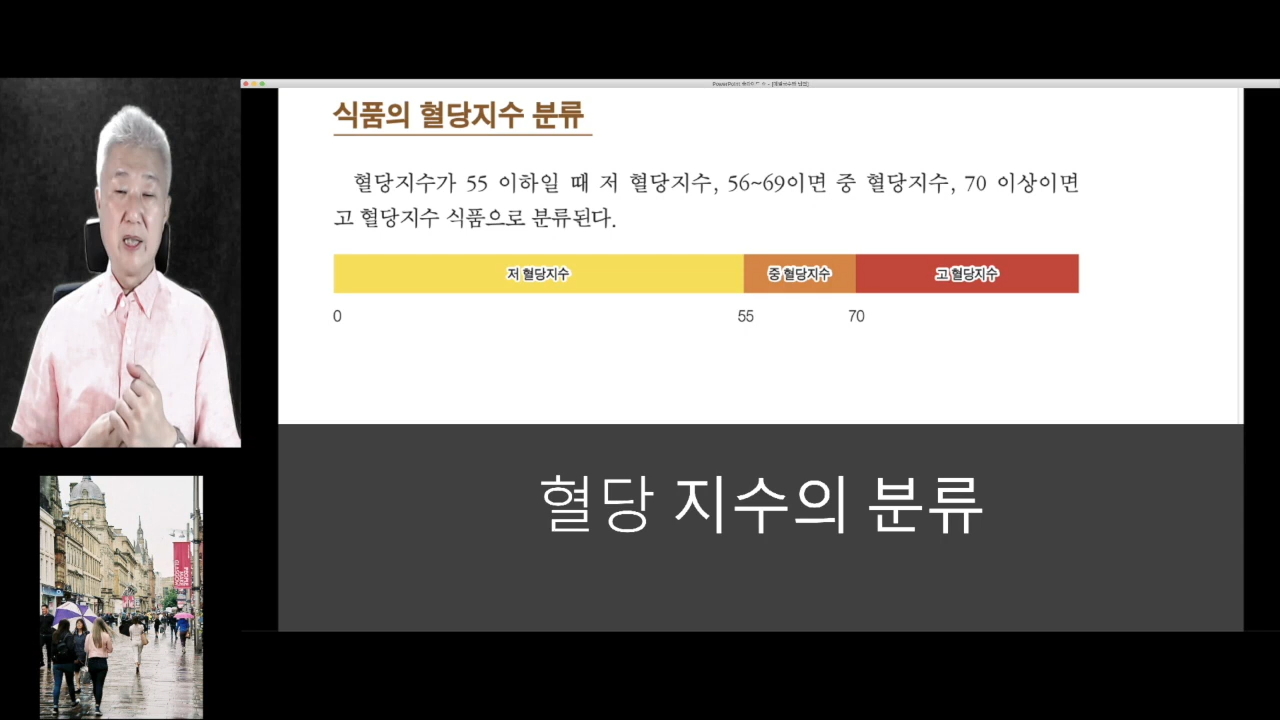 식품의 혈당지수 분류
혈당지수가 55 이하일 때 저 혈당지수, 56~69이면 중 혈당지수, 70 이상이면
고 혈당지수 식품으로 분류된다.
저 혈당지수 중 혈당지수 고 혈당지수
0 55 70
혈당 지수의 분류
PEOPLE
MAKE
GLASGOW